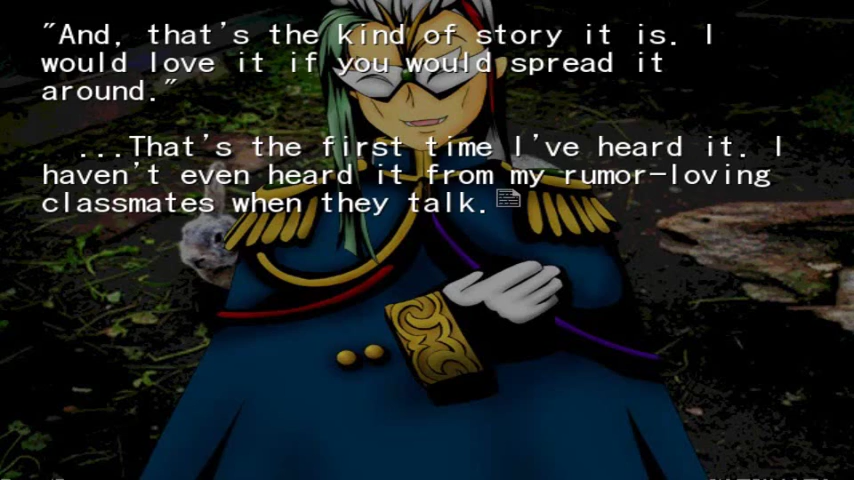 "And, that's the kind of story it is. I
would love it if you would spread it
around."
...That's the first time I've heard it. I
haven't even heard it from my rumor-loving
classmates when they talk.